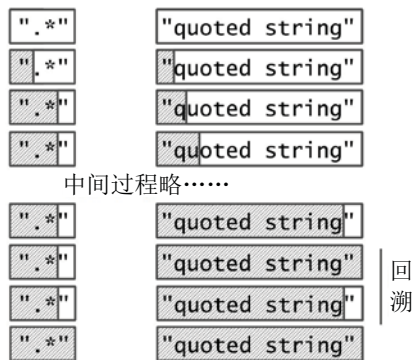 ".*" "quoted string"
".*" "quoted string"
".*" "quoted string"
".*" "quoted string"
中间过程略……
".*" "quoted string"
".*" "quoted string"
".*" "quoted string"
".*" "quoted string"
回
溯